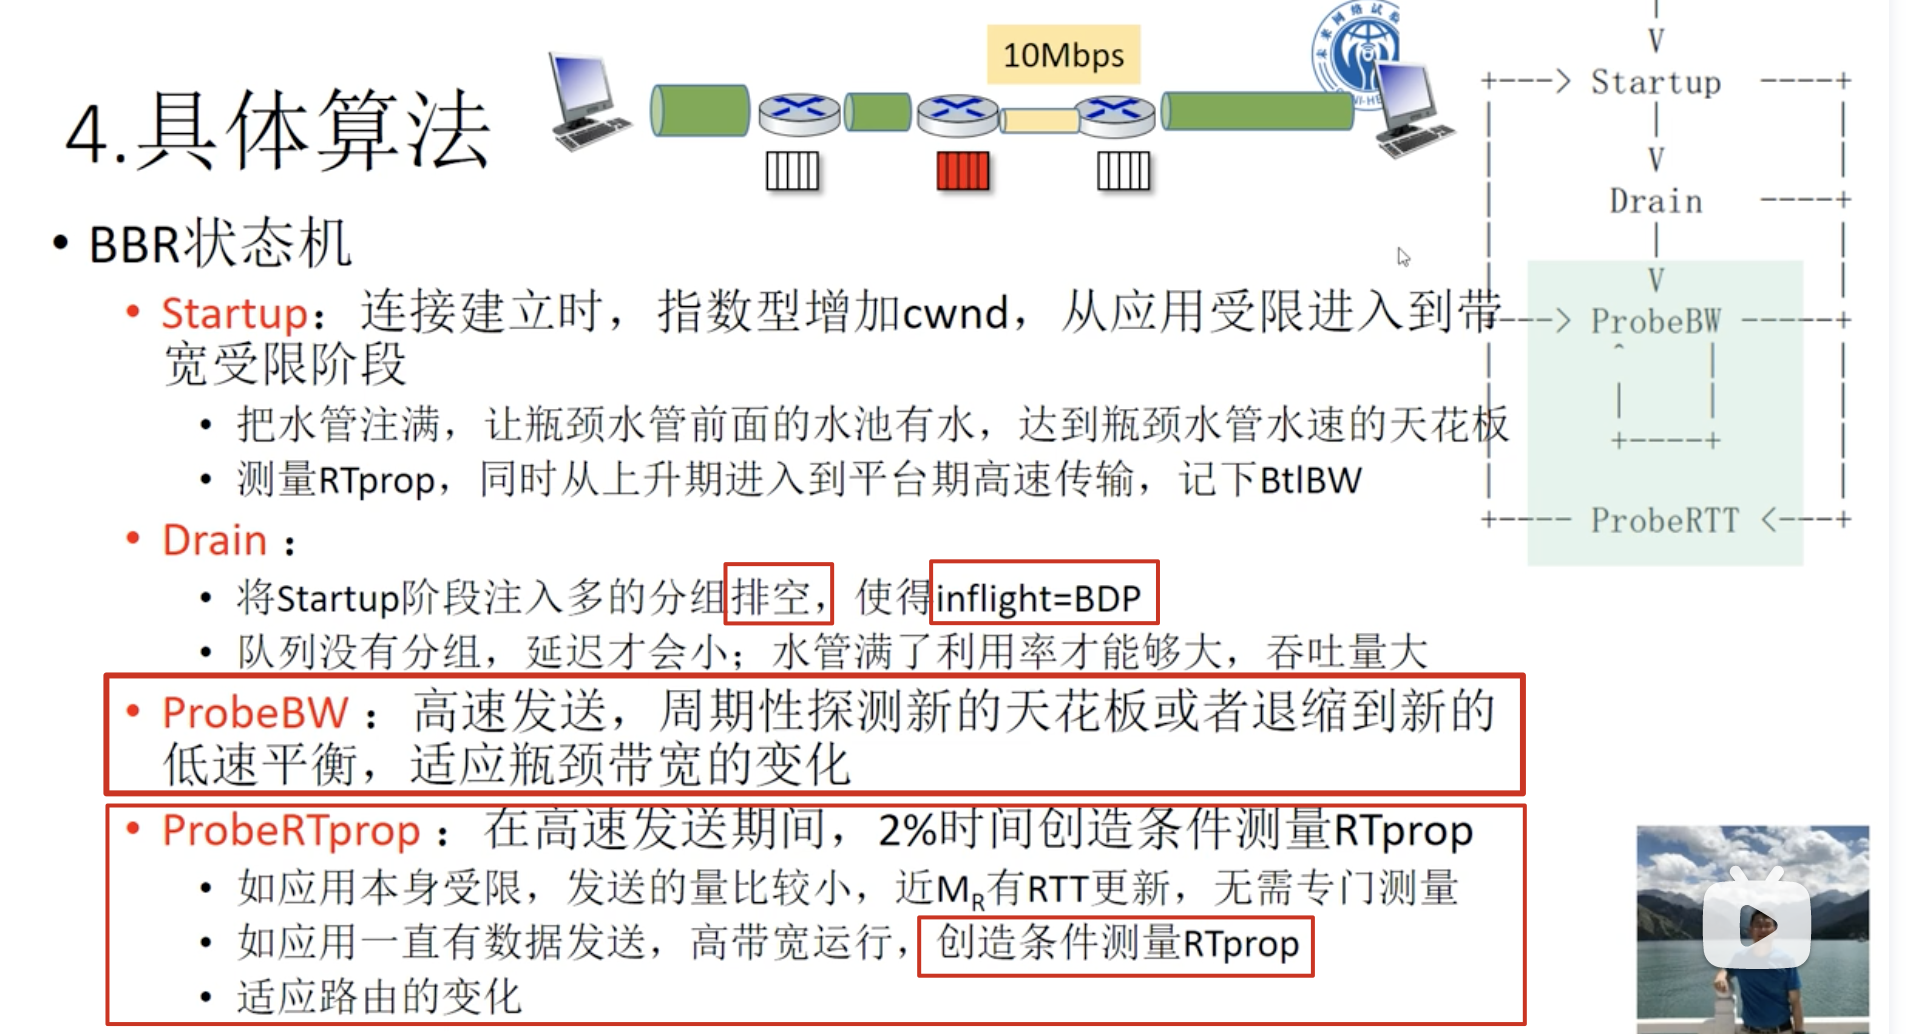 10Mbps
4.具体算法
• BBR状态机
• Startup：连接建立时，指数型增加cwnd，从应用受限进入到带
宽受限阶段
• 把水管注满，让瓶颈水管前面的水池有水，达到瓶颈水管水速的天花板
• 测量RTprop，同时从上升期进入到平台期高速传输，记下BtlBW
• Drain：
• 将Startup阶段注入多的分组排空，使得inflight=BDP
• 队列没有分组，延迟才会小；水管满了利用率才能够大，吞吐量大
• ProbeBW：高速发送，周期性探测新的天花板或者退缩到新的
低速平衡，适应瓶颈带宽的变化
• ProbeRTprop：在高速发送期间，2%时间创造条件测量RTprop
• 如应用本身受限，发送的量比较小，近MR有RTT更新，无需专门测量
• 如应用一直有数据发送，高带宽运行，创造条件测量RTprop
• 适应路由的变化
|
V
+---> Startup ----+
|
V
Drain ----+
|
V
+---> ProbeBW -----+
^ |
| |
+----+
+---- ProbeRTT <---+
未来网络试验